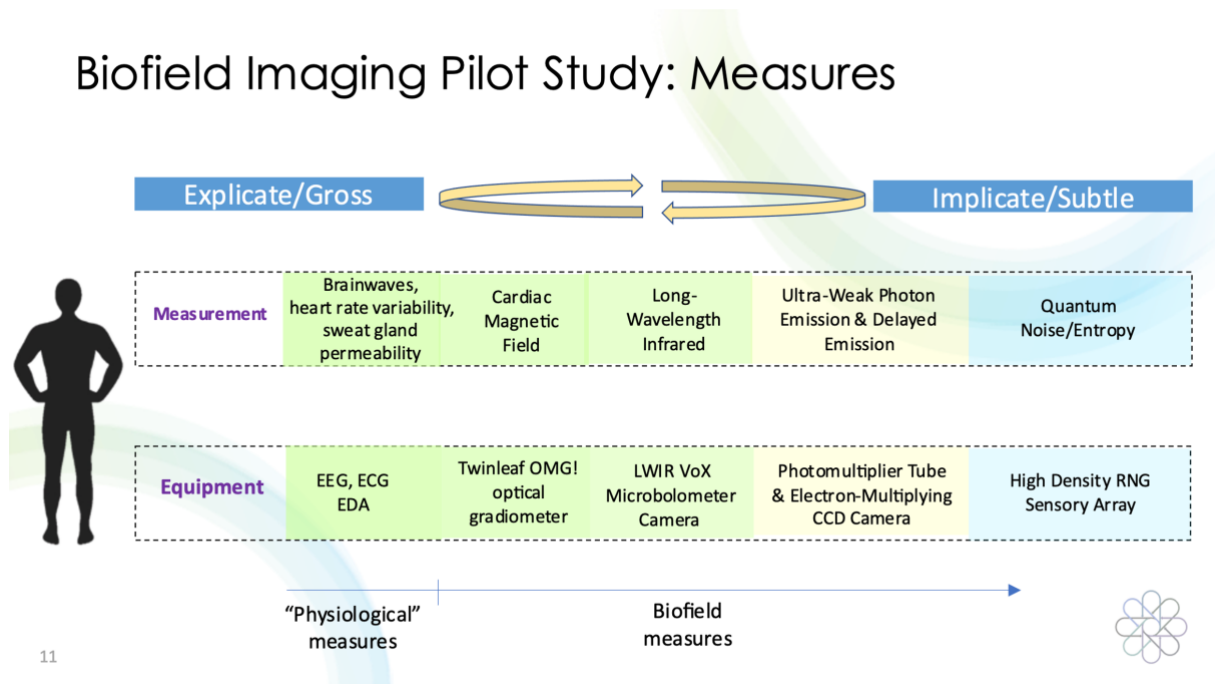 Biofield Imaging Pilot Study: Measures
Explicate/Gross
Implicate/Subtle
Measurement
Brainwaves,
heart rate variability,
sweat gland
permeability
Cardiac
Magnetic
Field
Long-
Wavelength
Infrared
Ultra-Weak Photon
Emission & Delayed
Emission
Quantum
Noise/Entropy
Equipment
EEG, ECG
EDA
Twinleaf OMG!
optical
gradiometer
LWIR VoX
Microbolometer
Camera
Photomultiplier Tube
& Electron-Multiplying
CCD Camera
High Density RNG
Sensory Array
“Physiological”
measures
Biofield
measures
11